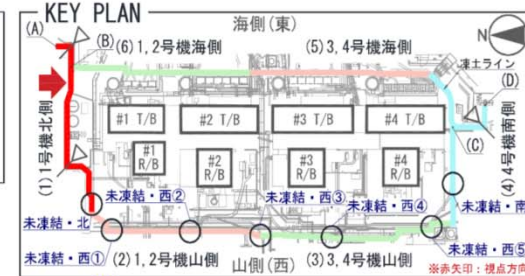 KEY PLAN
海側(東)
N
(A)
(B)
(6)1,2号機海側
(5)3,4号機海側
凍土ライン
(D)
(1)1号機北側
#1 T/B
#2 T/B
#3 T/B
#4 T/B
(C)
(4)4号機南側
#1
R/B
#2
R/B
#3
R/B
#4
R/B
未凍結・北
未凍結・西②
未凍結・西③
未凍結・西④
未凍結・南
未凍結・西①
(2)1,2号機山側
(3)3,4号機山側
未凍結・西⑤
山側(西)
※赤矢印:視点方向